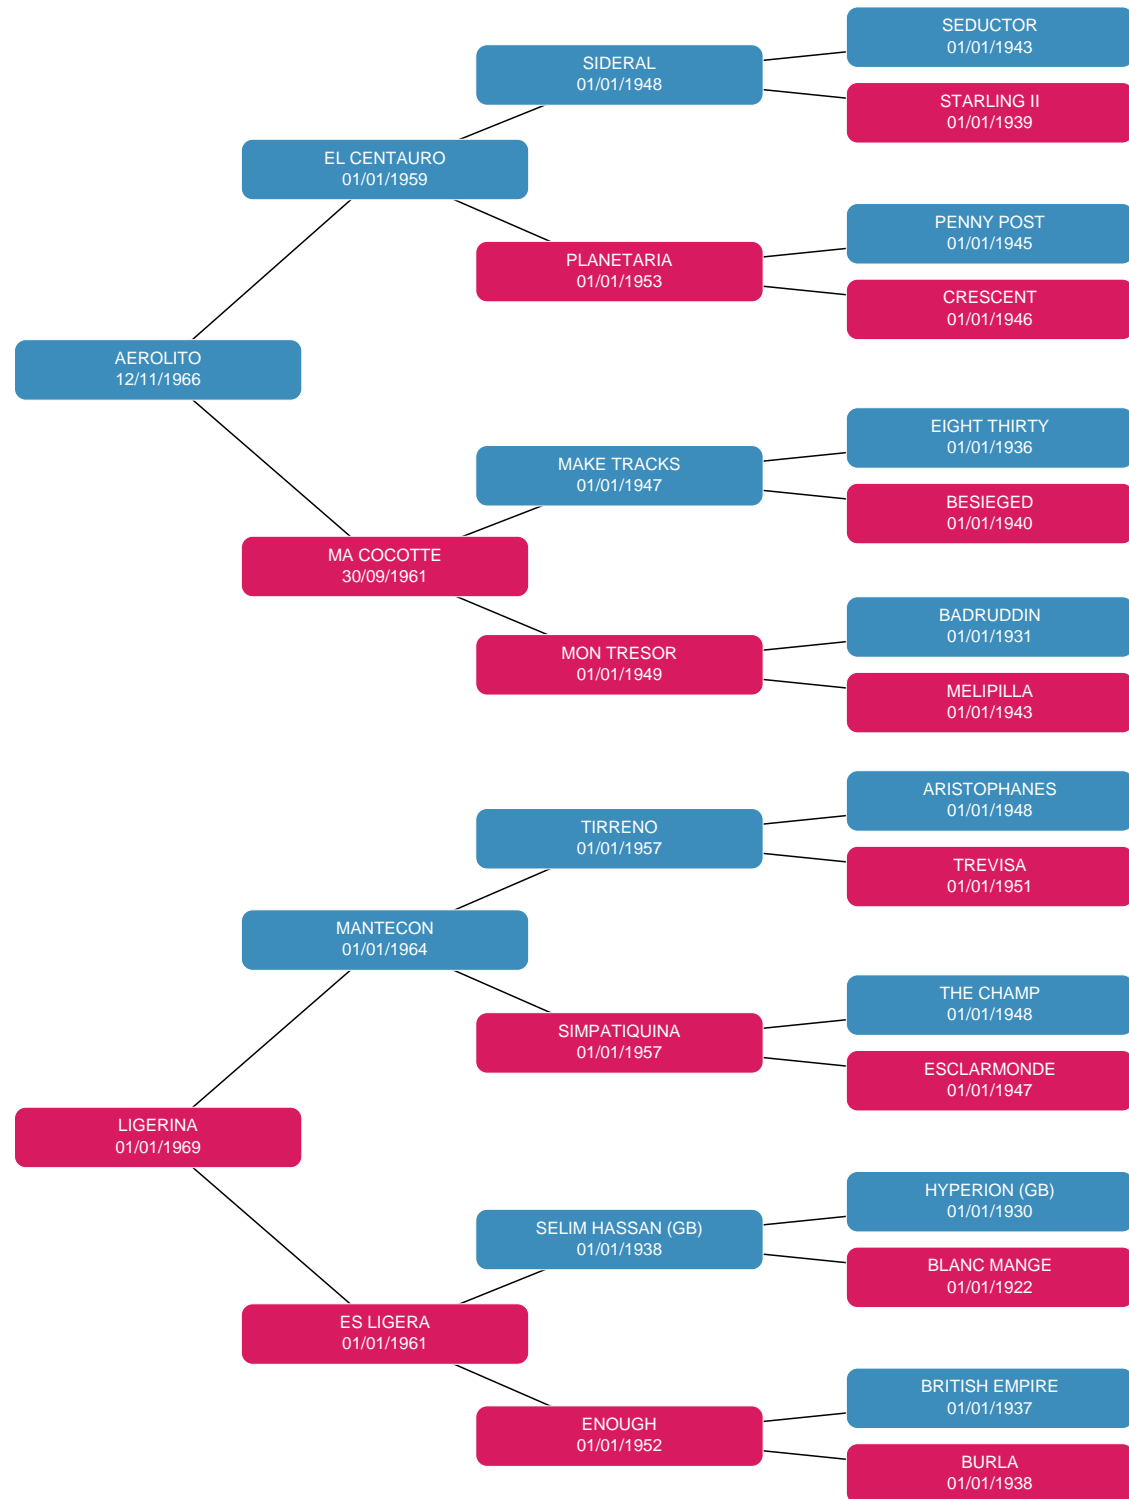 SEDUCTOR
01/01/1943
SIDERAL
01/01/1948
STARLING II
01/01/1939
EL CENTAURO
01/01/1959
PENNY POST
01/01/1945
PLANETARIA
01/01/1953
CRESCENT
01/01/1946
AEROLITO
12/11/1966
EIGHT THIRTY
01/01/1936
MAKE TRACKS
01/01/1947
BESIEGED
01/01/1940
MA COCOTTE
30/09/1961
BADRUDDIN
01/01/1931
MON TRESOR
01/01/1949
MELIPILLA
01/01/1943
ARISTOPHANES
01/01/1948
TIRRENO
01/01/1957
TREVISA
01/01/1951
MANTECON
01/01/1964
THE CHAMP
01/01/1948
SIMPATIQUINA
01/01/1957
ESCLARMONDE
01/01/1947
LIGERINA
01/01/1969
HYPERION (GB)
01/01/1930
SELIM HASSAN (GB)
01/01/1938
BLANC MANGE
01/01/1922
ES LIGERA
01/01/1961
BRITISH EMPIRE
01/01/1937
ENOUGH
01/01/1952
BURLA
01/01/1938